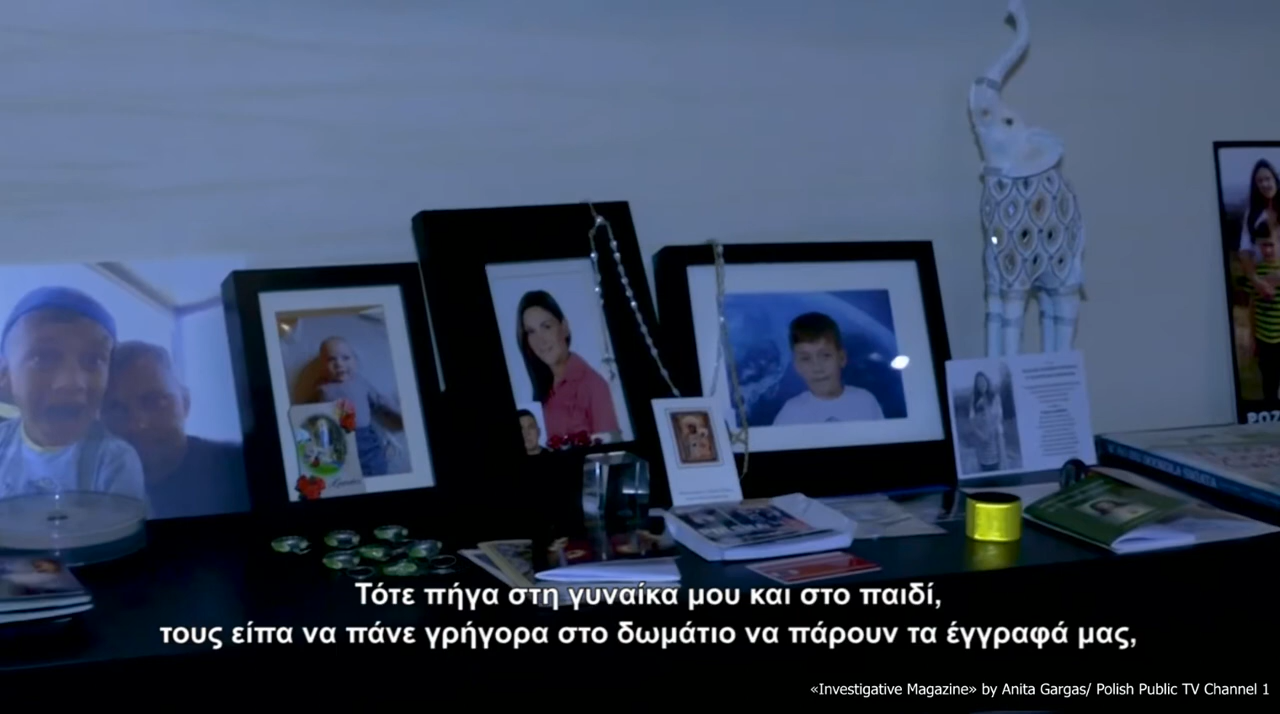 POZ
Τότε πήγα στη γυναίκα μου και στο παιδί,
τους είπα να πάνε γρήγορα στο δωμάτιο να πάρουν τα έγγραφά μας,
«Investigative Magazine» by Anita Gargas/ Polish Public TV Channel 1